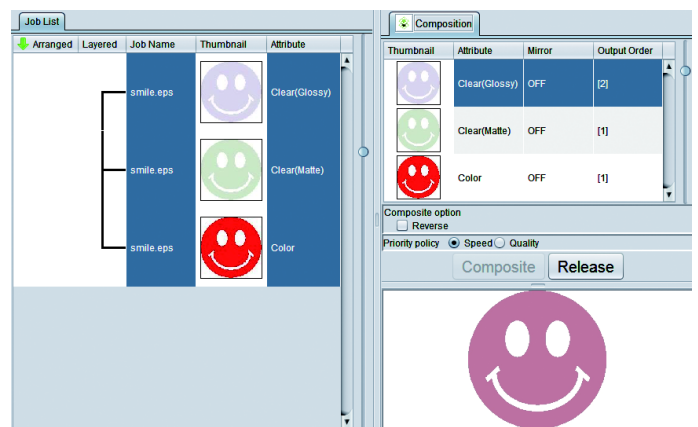 Job List
Arranged Layered Job Name Thumbnail Attribute
smile.eps Clear(Glossy)
smile.eps Clear(Matte)
smile.eps Color
Composition
Thumbnail Attribute Mirror Output Order
Clear(Glossy) OFF [2]
Clear(Matte) OFF [1]
Color OFF [1]
Composite option
Reverse
Priority policy Speed Quality
Composite Release